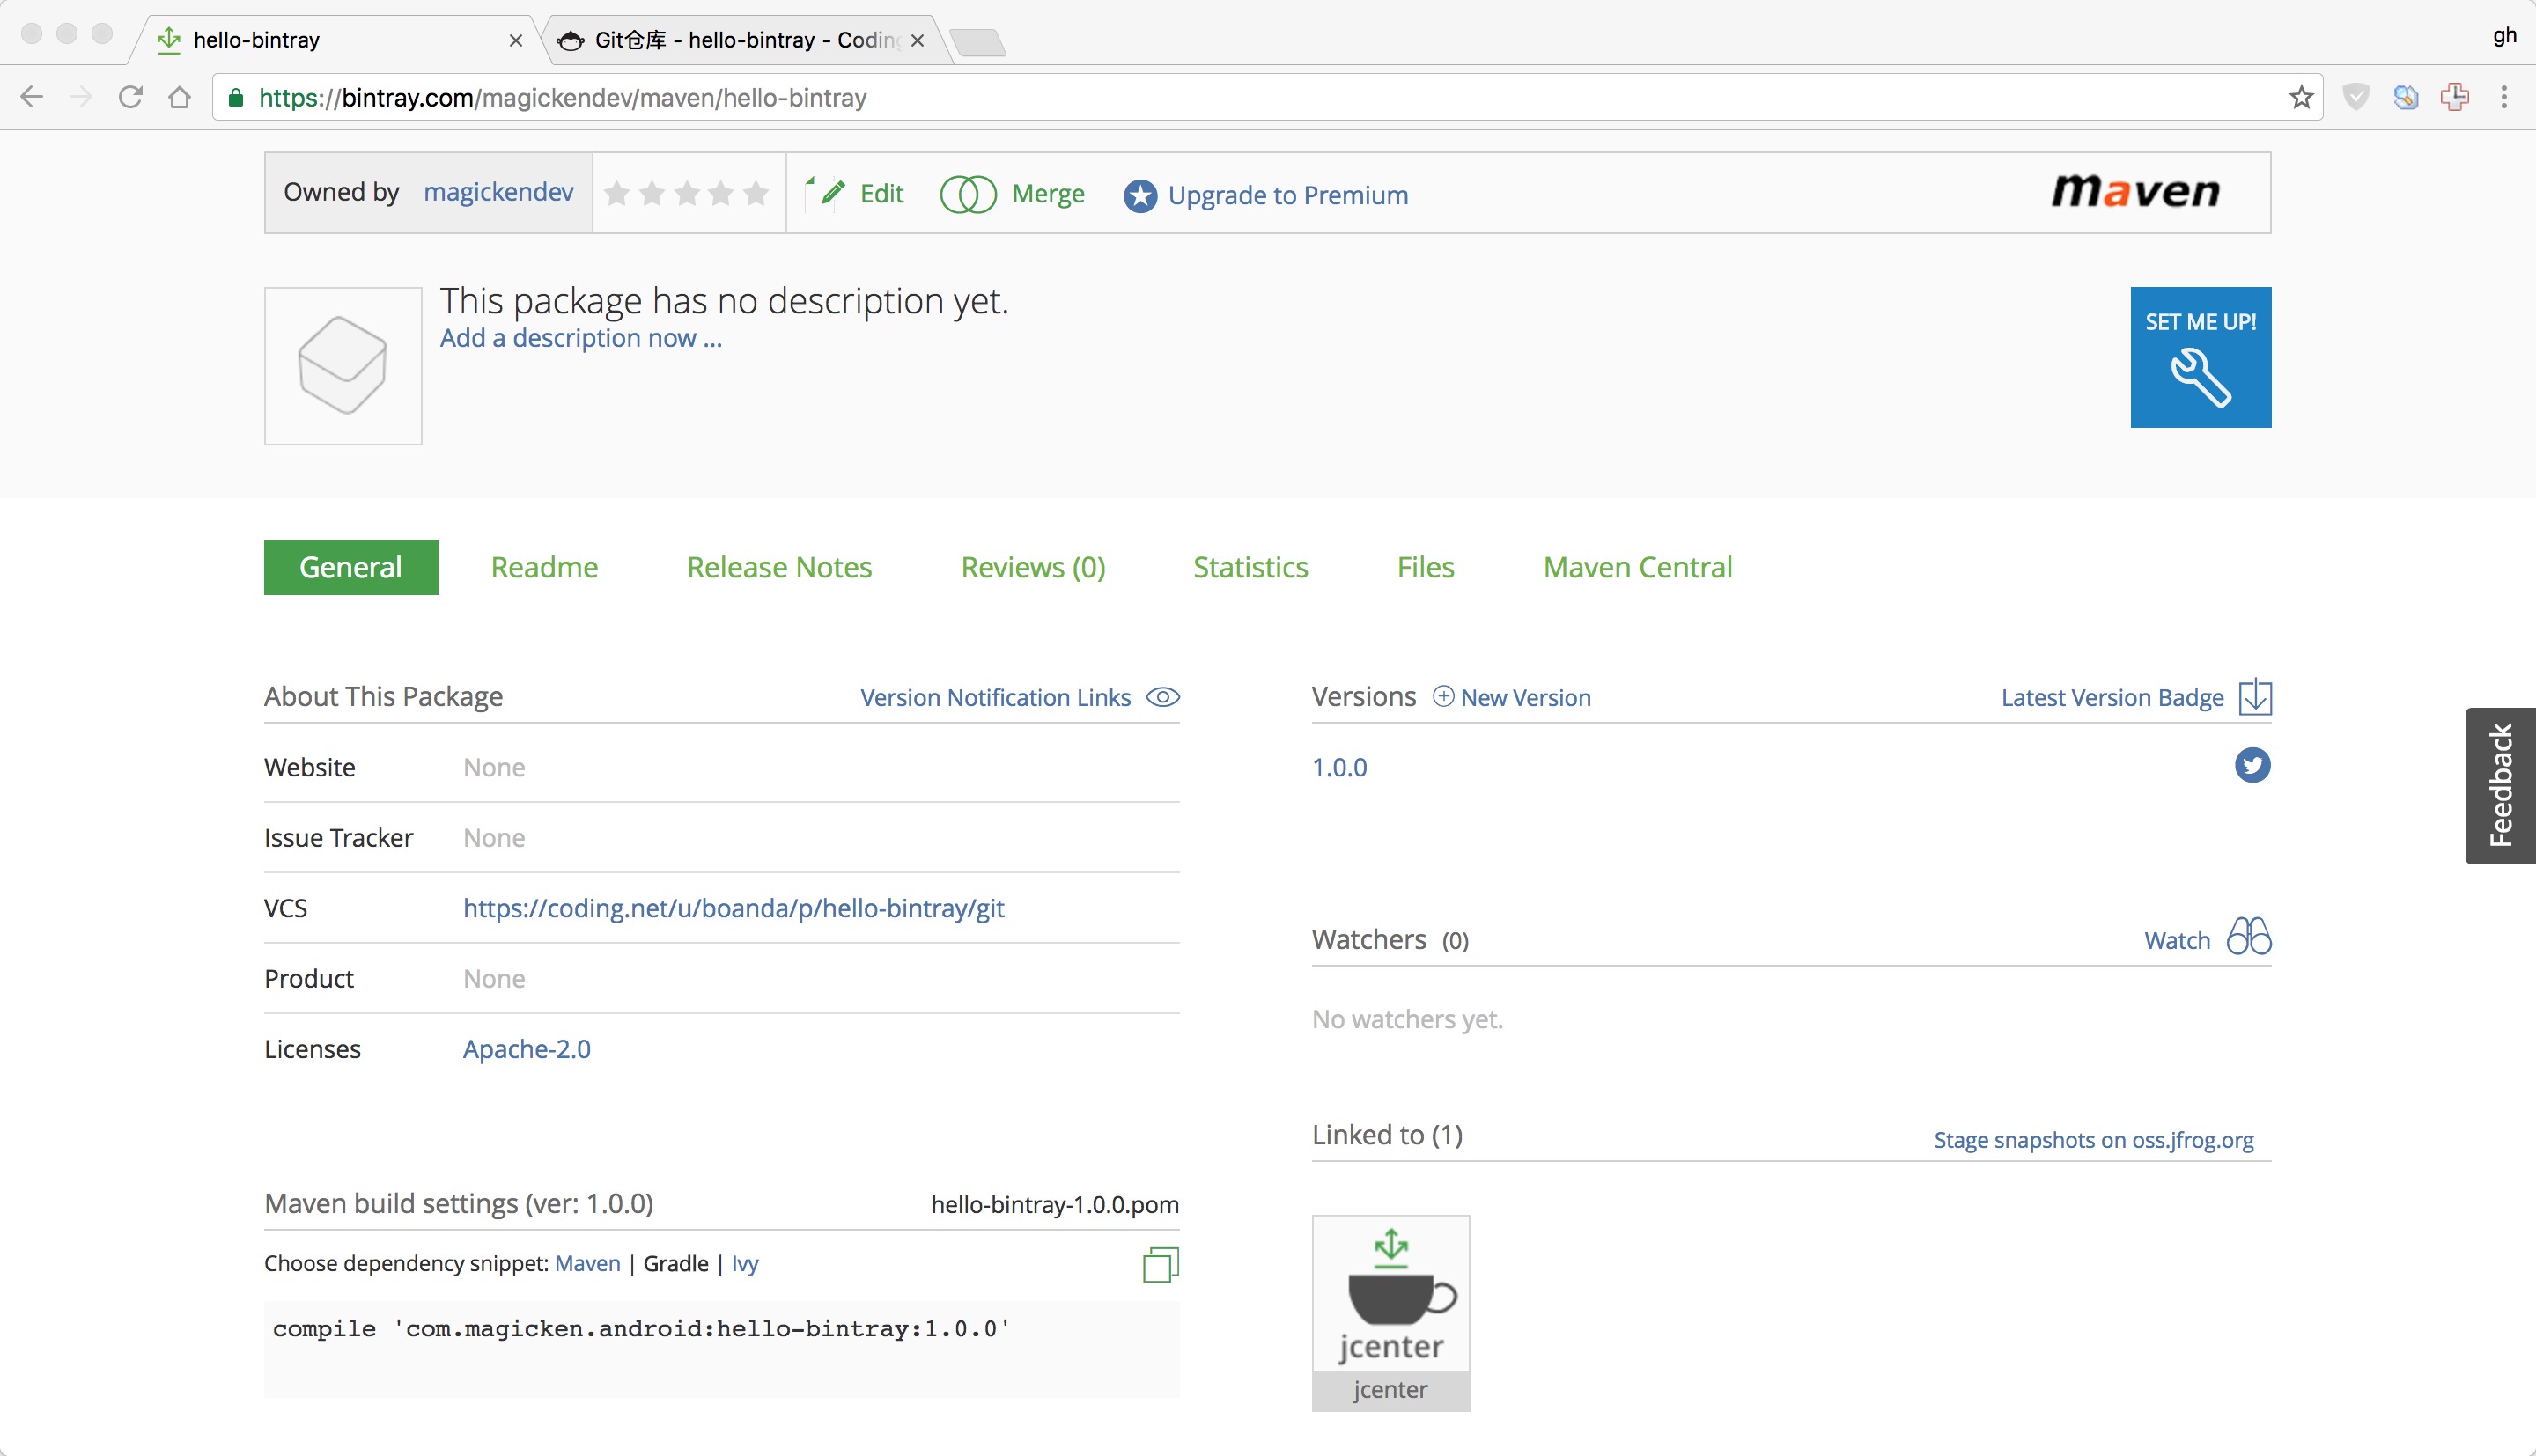 hello-bintray
Git仓库 - hello-bintray - Coding
gh
https://bintray.com/magickendev/maven/hello-bintray
Owned by magickendev
Edit
Merge
Upgrade to Premium
maven
This package has no description yet.
Add a description now ...
SET ME UP!
General
Readme
Release Notes
Reviews (0)
Statistics
Files
Maven Central
About This Package
Version Notification Links
Website None
Issue Tracker None
VCS https://coding.net/u/boanda/p/hello-bintray/git
Product None
Licenses Apache-2.0
Maven build settings (ver: 1.0.0)
hello-bintray-1.0.0.pom
Choose dependency snippet: Maven | Gradle | Ivy
compile 'com.magicken.android:hello-bintray:1.0.0'
Versions
New Version
Latest Version Badge
1.0.0
Watchers (0)
Watch
No watchers yet.
Linked to (1)
Stage snapshots on oss.jfrog.org
jcenter
jcenter
Feedback